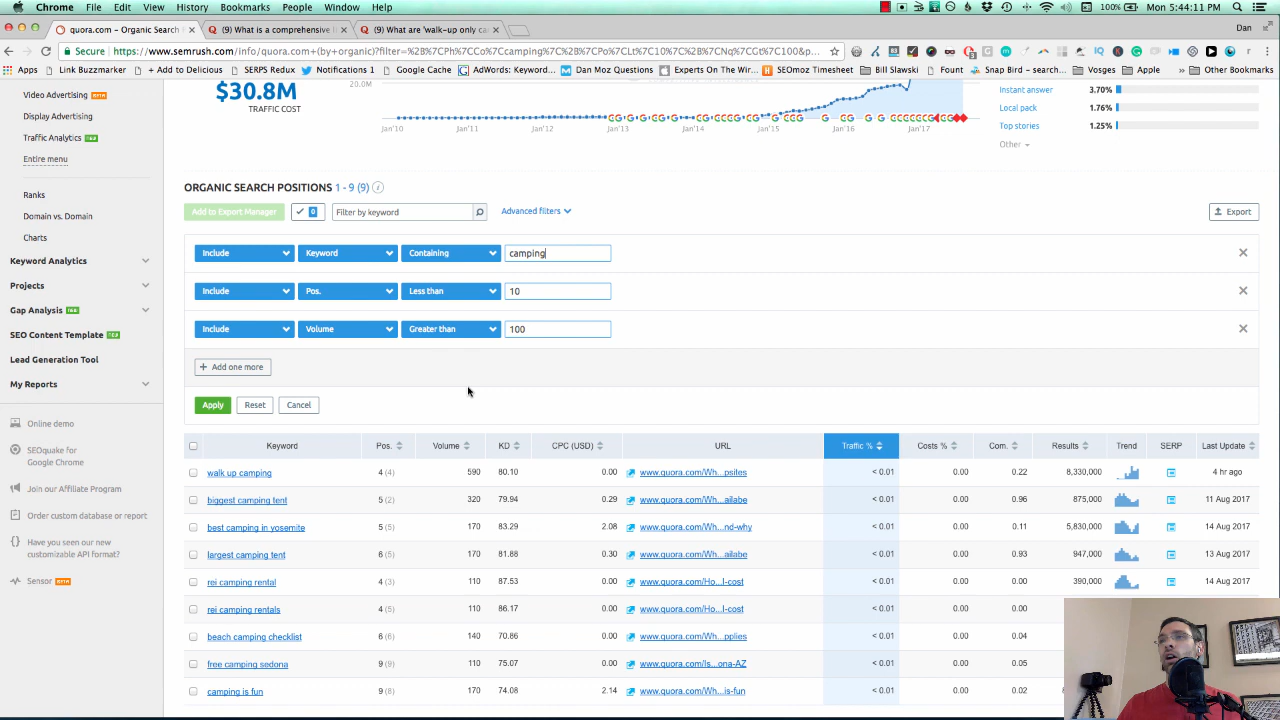 Chrome File Edit View History Bookmarks People Window Help 100% Fri 5:44:11 PM
quora.com - Organic Search (9) What is a comprehensive (9) What are 'walk-up only ca Dan
Secure https://www.semrush.com/info/quora.com+(by+organic)?filter=%2B%7CPh%7CCo%7Ccamping%7C%2B%7CPo%7CLt%7C10%7C%2B%7CNq%7CGt%7C100&p...
Apps Link Buzzmarker + Add to Delicious SERPS Redux Notifications 1 Google Cache AdWords: Keyword... Dan Moz Questions Experts On The Wire SEOmoz Timesheet Bill Slawski Fount Snap Bird - search... Vosges Apple » Other Bookmarks
Video Advertising BETA
Display Advertising
Traffic Analytics NEW
Entire menu
Ranks
Domain vs. Domain
Charts
Keyword Analytics
Projects
Gap Analysis NEW
SEO Content Template NEW
Lead Generation Tool
My Reports
Online demo
SEOquake for
Google Chrome
Join our Affiliate Program
Order custom database or report
Have you seen our new
customizable API format?
Sensor BETA
$30.8M
TRAFFIC COST
20.0M
Jan'10 Jan'11 Jan'12 Jan'13 Jan'14 Jan'15 Jan'16 Jan'17
Instant answer 3.70%
Local pack 1.76%
Top stories 1.25%
Other
ORGANIC SEARCH POSITIONS 1 - 9 (9) i
Add to Export Manager 0 Filter by keyword Advanced filters Export
Include Keyword Containing camping
Include Pos. Less than 10
Include Volume Greater than 100
+ Add one more
Apply Reset Cancel
Keyword Pos. Volume KD CPC (USD) URL Traffic % Costs % Com. Results Trend SERP Last Update
walk up camping 4 (4) 590 80.10 0.00 www.quora.com/Wh...psites < 0.01 0.00 0.22 8,330,000 4 hr ago
biggest camping tent 5 (2) 320 79.94 0.29 www.quora.com/Wh...ailabe < 0.01 0.00 0.96 875,000 11 Aug 2017
best camping in yosemite 5 (5) 170 83.29 2.08 www.quora.com/Wh...nd-why < 0.01 0.00 0.11 5,830,000 14 Aug 2017
largest camping tent 6 (5) 170 81.88 0.30 www.quora.com/Wh...ailabe < 0.01 0.00 0.93 947,000 13 Aug 2017
rei camping rental 4 (3) 110 87.53 0.00 www.quora.com/Ho...l-cost < 0.01 0.00 0.00 390,000 14 Aug 2017
rei camping rentals 4 (5) 110 86.17 0.00 www.quora.com/Ho...l-cost < 0.01 0.00 0.00
beach camping checklist 6 (6) 140 70.86 0.00 www.quora.com/Wh...pplies < 0.01 0.00 0.04
free camping sedona 9 (9) 110 75.07 0.00 www.quora.com/Is...ona-AZ < 0.01 0.00 0.05
camping is fun 9 (8) 170 74.08 2.14 www.quora.com/Wh...is-fun < 0.01 0.00 0.02